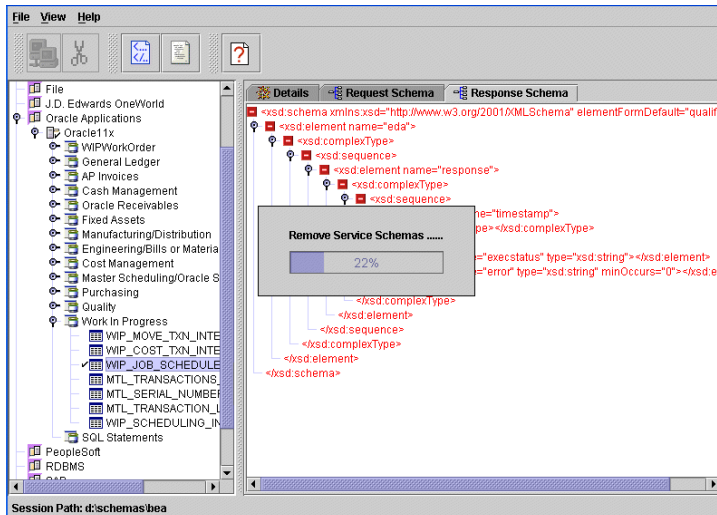 File View Help
File
J.D. Edwards OneWorld
Oracle Applications
Oracle11x
WIPWorkOrder
General Ledger
AP Invoices
Cash Management
Oracle Receivables
Fixed Assets
Manufacturing/Distribution
Engineering/Bills or Materia
Cost Management
Master Scheduling/Oracle S
Purchasing
Quality
Work In Progress
WIP_MOVE_TXN_INTE
WIP_COST_TXN_INTE
WIP_JOB_SCHEDULE
MTL_TRANSACTIONS_
MTL_SERIAL_NUMBER
MTL_TRANSACTION_L
WIP_SCHEDULING_IN
SQL Statements
PeopleSoft
RDBMS
Details Request Schema Response Schema
<xsd:schema xmlns:xsd="http://www.w3.org/2001/XMLSchema" elementFormDefault="qualif
<xsd:element name="eda">
<xsd:complexType>
<xsd:sequence>
<xsd:element name="response">
<xsd:complexType>
<xsd:sequence>
me="timestamp">
pe></xsd:complexType>
="execstatus" type="xsd:string"></xsd:element>
="error" type="xsd:string" minOccurs="0"></xsd:e
</xsd:complexType>
</xsd:element>
</xsd:sequence>
</xsd:complexType>
</xsd:element>
</xsd:schema>
Remove Service Schemas ......
22%
Session Path: d:\schemas\bea